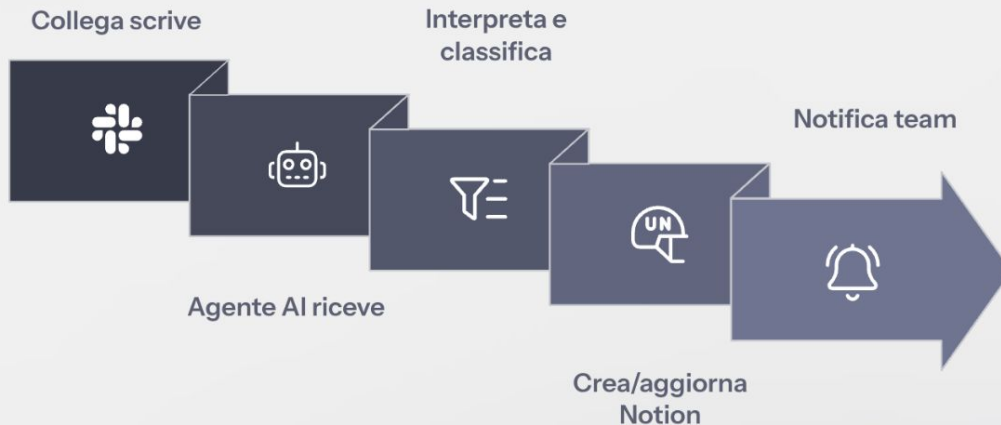 Collega scrive
Interpreta e
classifica
Notifica team
UN
Agente AI riceve
Crea/aggiorna
Notion